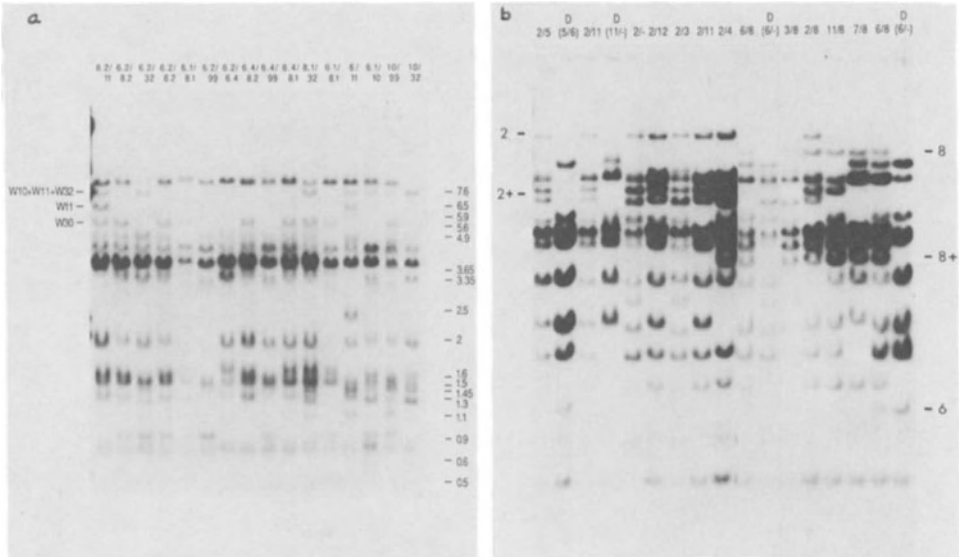 a
6.2/ 6.2/ 6.2/ 6.2/ 6.1/ 6.2/ 6.2/ 6.4/ 6.4/ 6.4/ 8.1/ 6.1/ 6/ 6.1/ 10/ 10/
11 8.2 32 8.2 8.1 99 6.4 8.2 99 8.1 32 8.1 11 10 99 32
W10+W11+W32
W11
W30
7.6
6.5
5.9
5.6
4.9
3.65
3.35
2.5
2
1.6
1.5
1.45
1.3
1.1
0.9
0.6
0.5
b
D D D D
2/5 (5/6) 2/11 (11/-) 2/- 2/12 2/3 2/11 2/4 6/8 (6/-) 3/8 2/8 11/8 7/8 6/8 (6/-)
2 -
2+
- 8
- 8+
- 6